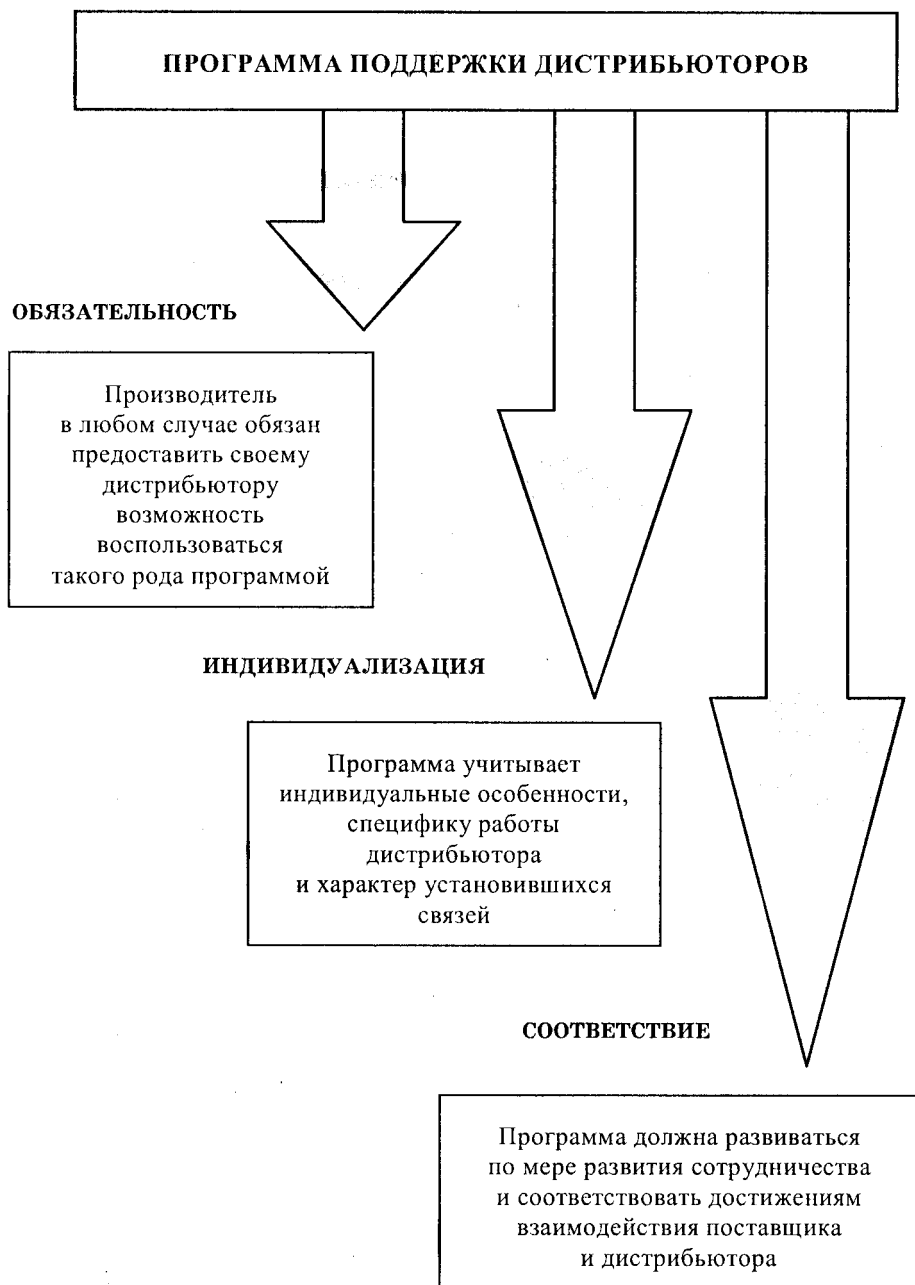 ПРОГРАММА ПОДДЕРЖКИ ДИСТРИБЬЮТОРОВ
ОБЯЗАТЕЛЬНОСТЬ
Производитель
в любом случае обязан
предоставить своему
дистрибьютору
возможность
воспользоваться
такого рода программой
ИНДИВИДУАЛИЗАЦИЯ
Программа учитывает
индивидуальные особенности,
специфику работы
дистрибьютора
и характер установившихся
связей
СООТВЕТСТВИЕ
Программа должна развиваться
по мере развития сотрудничества
и соответствовать достижениям
взаимодействия поставщика
и дистрибьютора